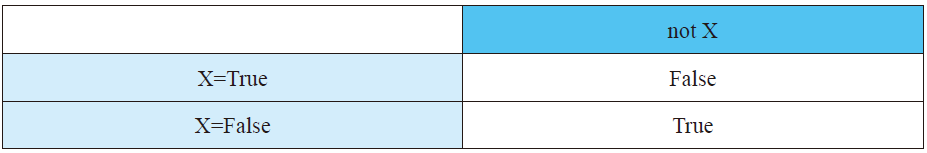 not X
X=True False
X=False True